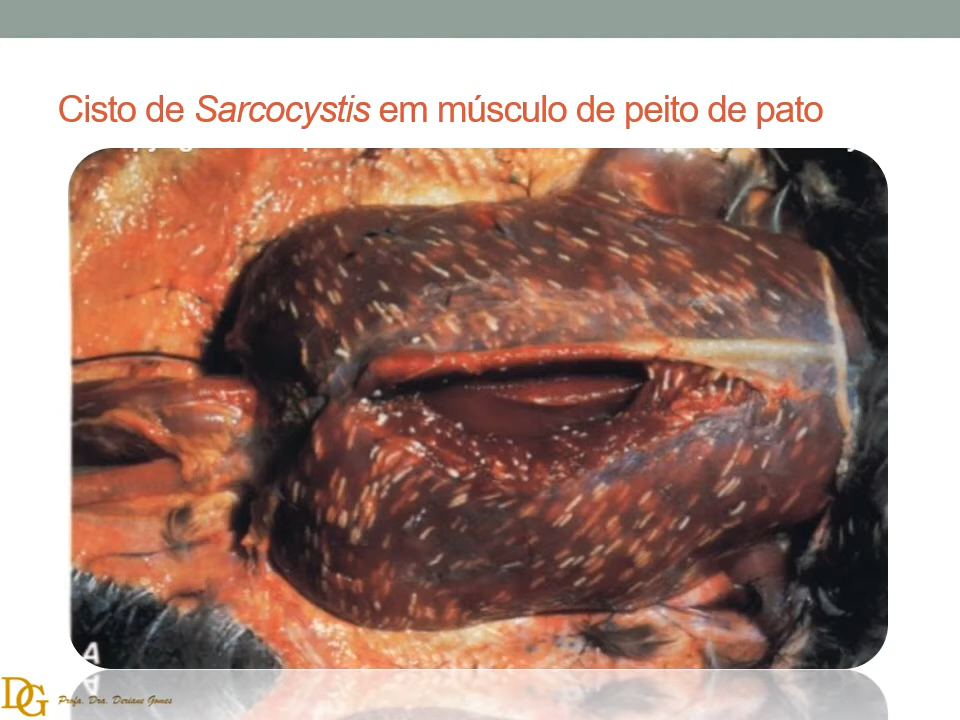 Cisto de Sarcocystis em músculo de peito de pato
A
DG Profa. Dra. Deriane Gomes